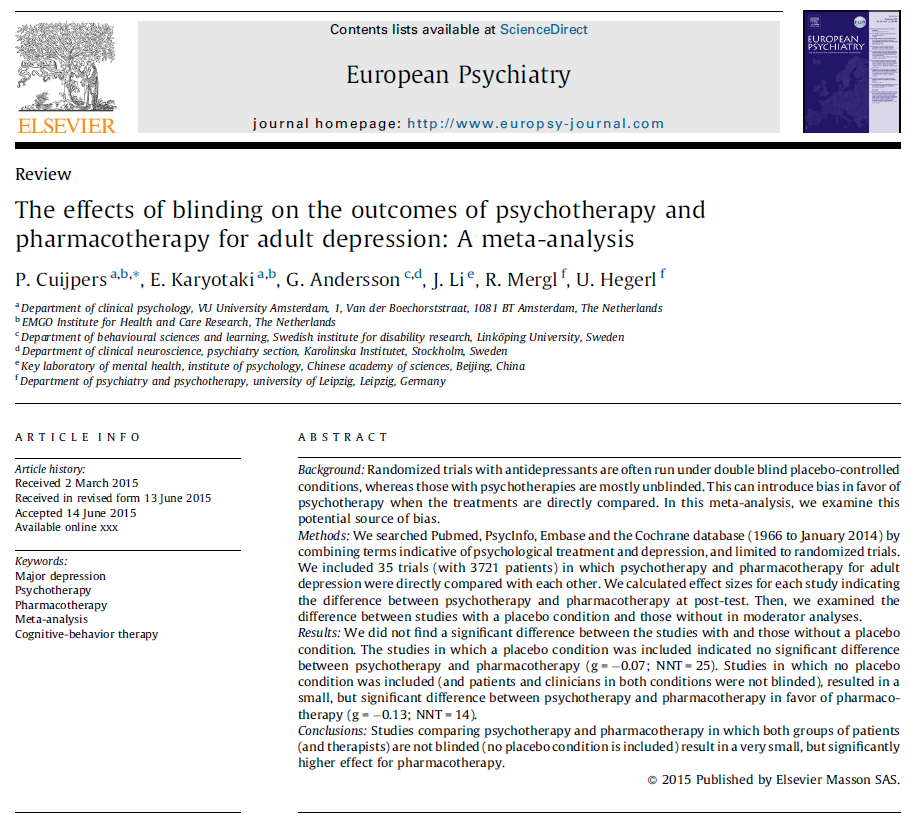 Contents lists available at ScienceDirect
European Psychiatry
journal homepage: http://www.europsy-journal.com
ELSEVIER
EUROPEAN
PSYCHIATRY
Review
The effects of blinding on the outcomes of psychotherapy and
pharmacotherapy for adult depression: A meta-analysis
P. Cuijpers a,b,*, E. Karyotaki a,b, G. Andersson c,d, J. Li e, R. Mergl f, U. Hegerl f
a Department of clinical psychology, VU University Amsterdam, 1, Van der Boechorststraat, 1081 BT Amsterdam, The Netherlands
b EMGO Institute for Health and Care Research, The Netherlands
c Department of behavioural sciences and learning, Swedish institute for disability research, Linköping University, Sweden
d Department of clinical neuroscience, psychiatry section, Karolinska Institutet, Stockholm, Sweden
e Key laboratory of mental health, institute of psychology, Chinese academy of sciences, Beijing, China
f Department of psychiatry and psychotherapy, university of Leipzig, Leipzig, Germany
ARTICLE INFO
Article history:
Received 2 March 2015
Received in revised form 13 June 2015
Accepted 14 June 2015
Available online xxx
Keywords:
Major depression
Psychotherapy
Pharmacotherapy
Meta-analysis
Cognitive-behavior therapy
ABSTRACT
Background: Randomized trials with antidepressants are often run under double blind placebo-controlled
conditions, whereas those with psychotherapies are mostly unblinded. This can introduce bias in favor of
psychotherapy when the treatments are directly compared. In this meta-analysis, we examine this
potential source of bias.
Methods: We searched Pubmed, PsycInfo, Embase and the Cochrane database (1966 to January 2014) by
combining terms indicative of psychological treatment and depression, and limited to randomized trials.
We included 35 trials (with 3721 patients) in which psychotherapy and pharmacotherapy for adult
depression were directly compared with each other. We calculated effect sizes for each study indicating
the difference between psychotherapy and pharmacotherapy at post-test. Then, we examined the
difference between studies with a placebo condition and those without in moderator analyses.
Results: We did not find a significant difference between the studies with and those without a placebo
condition. The studies in which a placebo condition was included indicated no significant difference
between psychotherapy and pharmacotherapy (g = −0.07; NNT = 25). Studies in which no placebo
condition was included (and patients and clinicians in both conditions were not blinded), resulted in a
small, but significant difference between psychotherapy and pharmacotherapy in favor of pharmaco-
therapy (g = −0.13; NNT = 14).
Conclusions: Studies comparing psychotherapy and pharmacotherapy in which both groups of patients
(and therapists) are not blinded (no placebo condition is included) result in a very small, but significantly
higher effect for pharmacotherapy.
© 2015 Published by Elsevier Masson SAS.